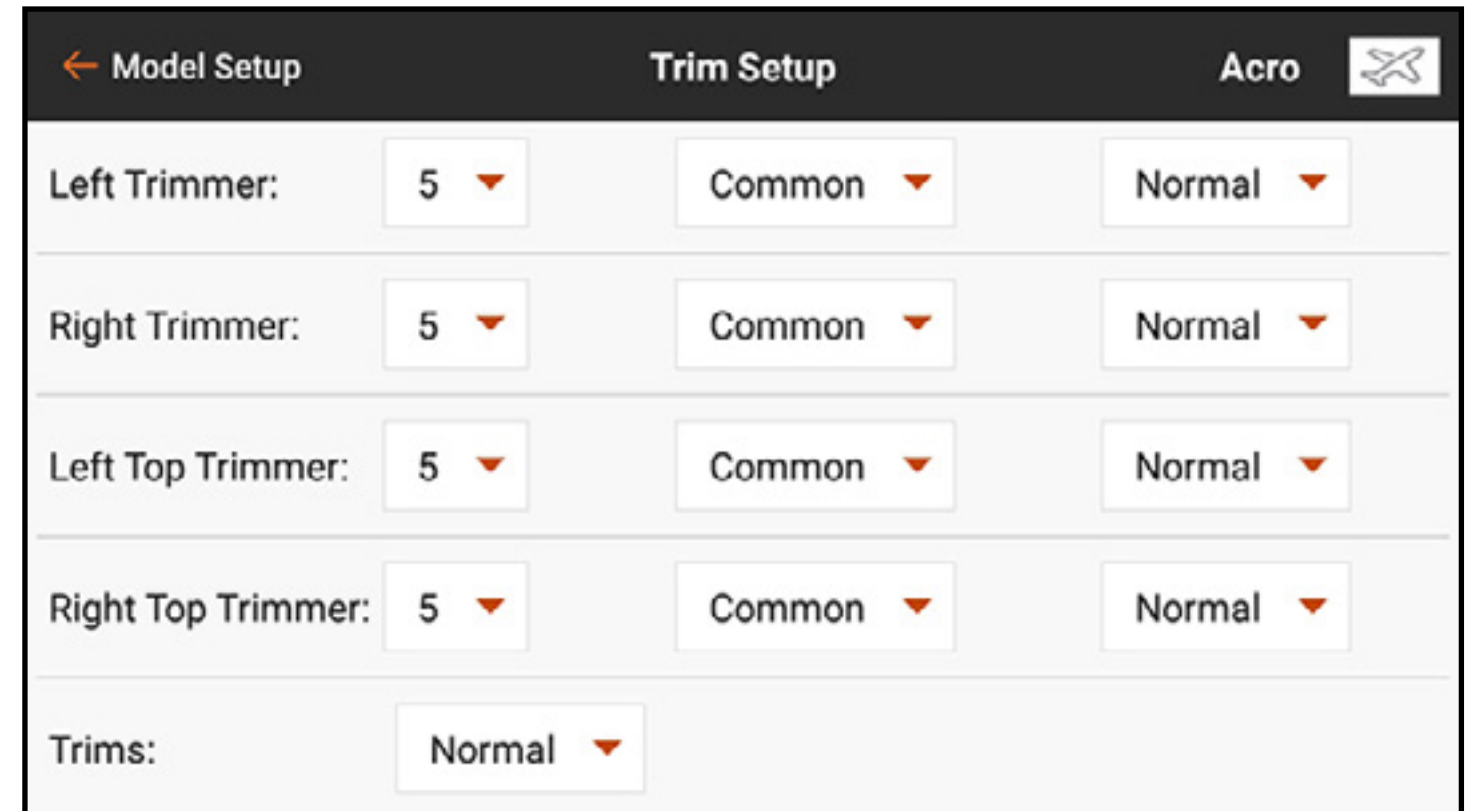 Model Setup Trim Setup Acro
Left Trimmer: 5 Common Normal
Right Trimmer: 5 Common Normal
Left Top Trimmer: 5 Common Normal
Right Top Trimmer: 5 Common Normal
Trims: Normal